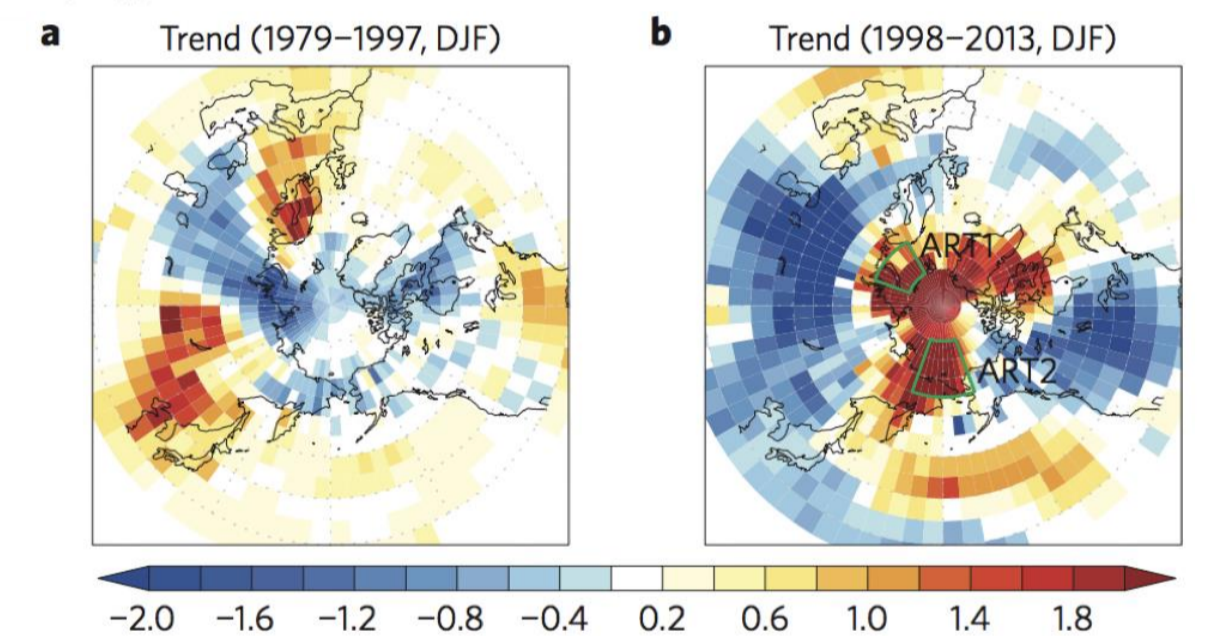 a Trend (1979–1997, DJF)
b Trend (1998–2013, DJF)
ART1
ART2
−2.0 −1.6 −1.2 −0.8 −0.4 0.2 0.6 1.0 1.4 1.8